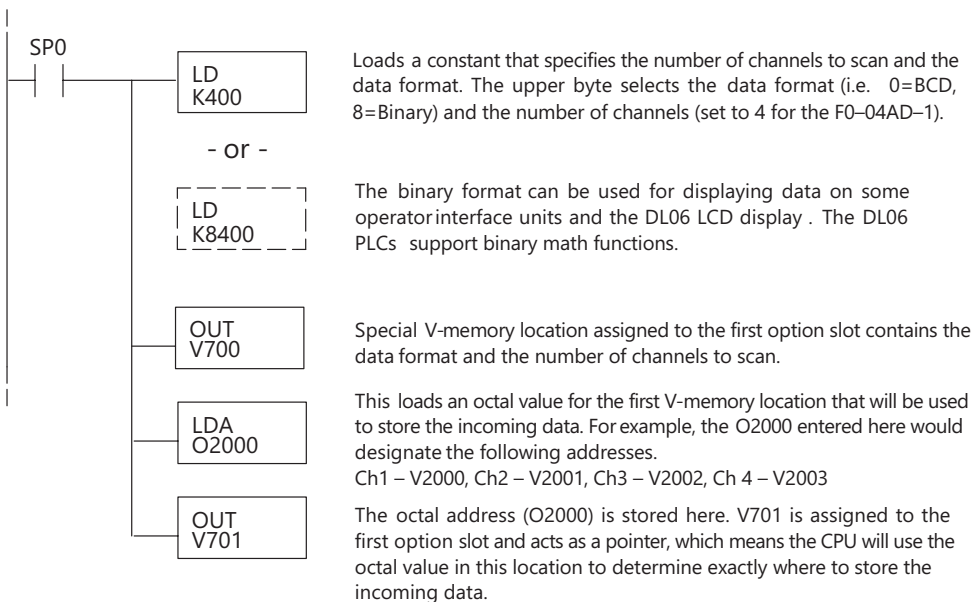 SP0
LD
K400
Loads a constant that specifies the number of channels to scan and the
data format. The upper byte selects the data format (i.e. 0=BCD,
8=Binary) and the number of channels (set to 4 for the F0–04AD–1).
- or -
LD
K8400
The binary format can be used for displaying data on some
operator interface units and the DL06 LCD display . The DL06
PLCs support binary math functions.
OUT
V700
Special V-memory location assigned to the first option slot contains the
data format and the number of channels to scan.
LDA
O2000
This loads an octal value for the first V-memory location that will be used
to store the incoming data. For example, the O2000 entered here would
designate the following addresses.
Ch1 – V2000, Ch2 – V2001, Ch3 – V2002, Ch 4 – V2003
OUT
V701
The octal address (O2000) is stored here. V701 is assigned to the
first option slot and acts as a pointer, which means the CPU will use the
octal value in this location to determine exactly where to store the
incoming data.